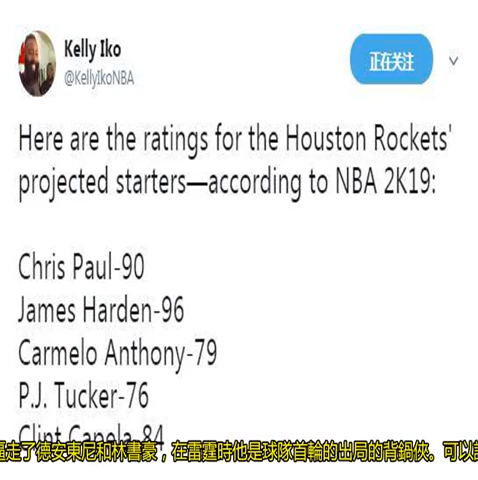 Kelly Iko
@KellyIkoNBA
正在关注
Here are the ratings for the Houston Rockets'
projected starters—according to NBA 2K19:
Chris Paul-90
James Harden-96
Carmelo Anthony-79
P.J. Tucker-76
Clint Capela-84
走了德安東尼和林書豪，在雷霆時他是球隊首輪的出局的背鍋俠。可以